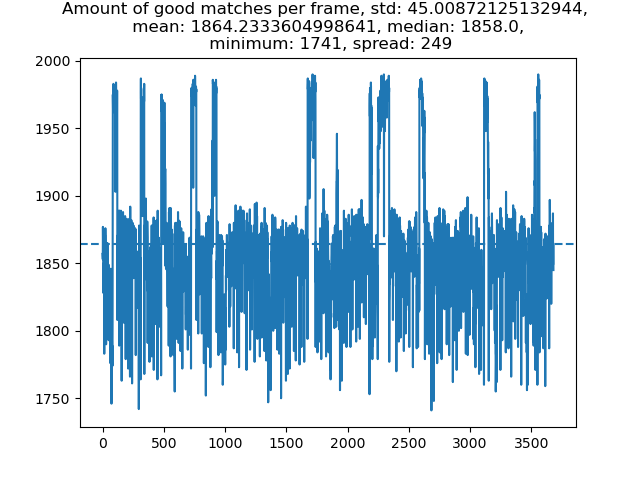 Amount of good matches per frame, std: 45.00872125132944,
mean: 1864.2333604998641, median: 1858.0,
minimum: 1741, spread: 249
2000
1950
1900
1850
1800
1750
0 500 1000 1500 2000 2500 3000 3500